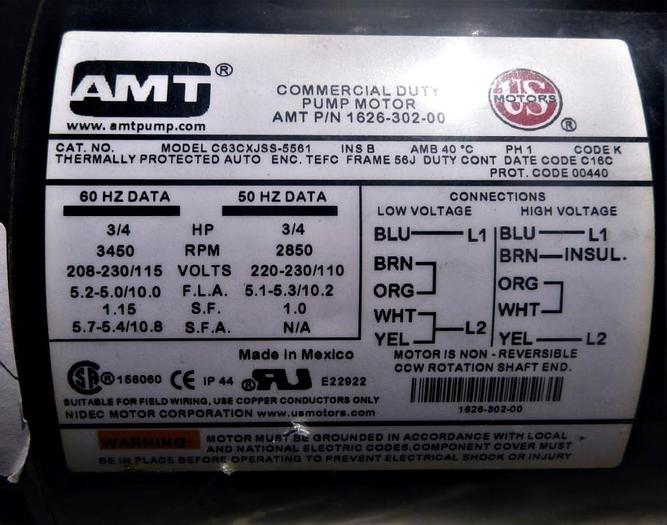 AMT®
www.amtpump.com
COMMERCIAL DUTY
PUMP MOTOR
AMT P/N 1626-302-00
US
MOTORS
®
CAT. NO. MODEL C63CXJSS-5561 INS B AMB 40 °C PH 1 CODE K
THERMALLY PROTECTED AUTO ENC. TEFC FRAME 56J DUTY CONT DATE CODE C16C
PROT. CODE 00440
60 HZ DATA 50 HZ DATA
3/4 HP 3/4
3450 RPM 2850
208-230/115 VOLTS 220-230/110
5.2-5.0/10.0 F.L.A. 5.1-5.3/10.2
1.15 S.F. 1.0
5.7-5.4/10.8 S.F.A. N/A
CONNECTIONS
LOW VOLTAGE HIGH VOLTAGE
BLU L1 BLU L1
BRN BRN INSUL.
ORG ORG
WHT WHT
YEL L2 YEL L2
MOTOR IS NON - REVERSIBLE
CCW ROTATION SHAFT END.
1626-302-00
Made in Mexico
SA® 156060 CE IP 44 ® RU E22922
SUITABLE FOR FIELD WIRING, USE COPPER CONDUCTORS ONLY
NIDEC MOTOR CORPORATION www.usmotors.com
WARNING: MOTOR MUST BE GROUNDED IN ACCORDANCE WITH LOCAL
AND NATIONAL ELECTRIC CODES.COMPONENT COVER MUST
BE IN PLACE BEFORE OPERATING TO PREVENT ELECTRICAL SHOCK OR INJURY